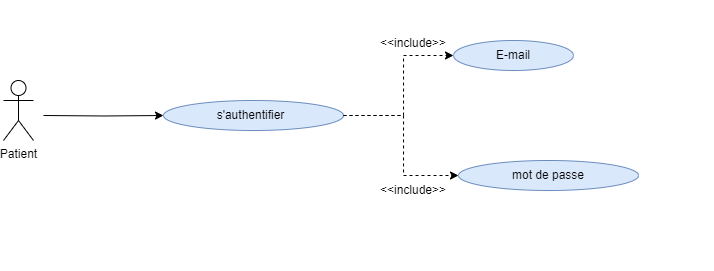 <<include>>
E-mail
s'authentifier
Patient
mot de passe
<<include>>